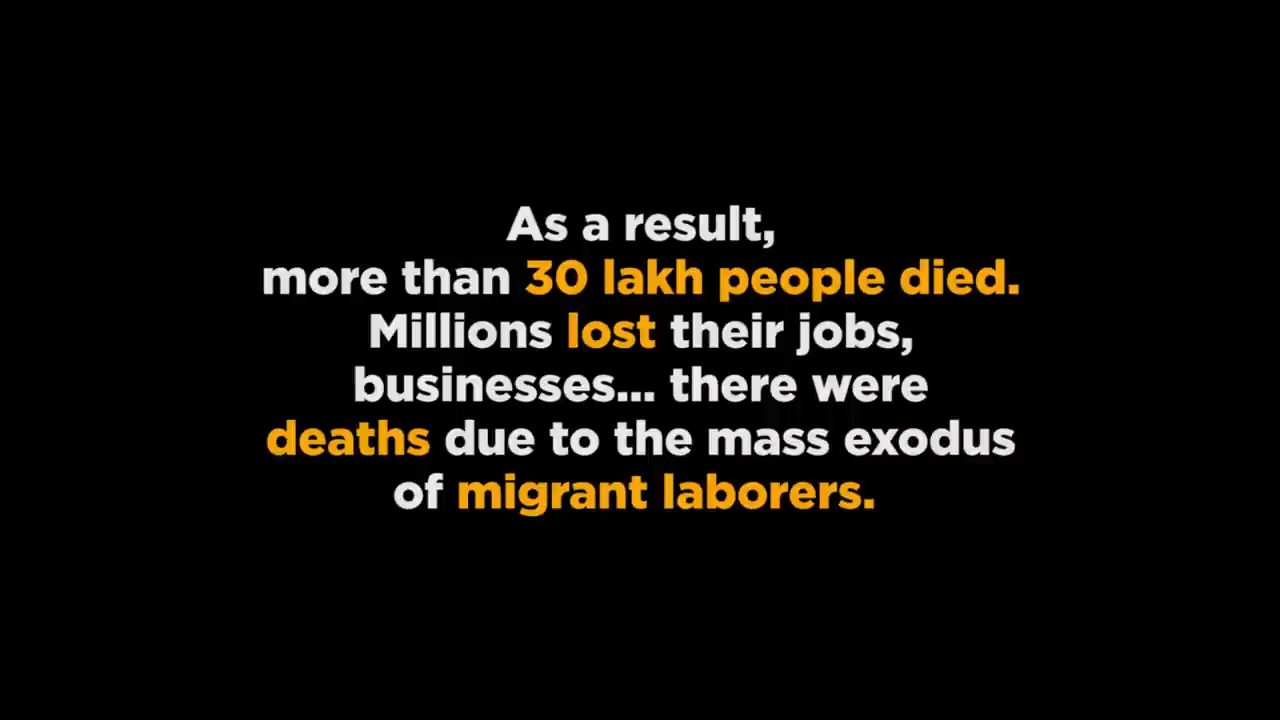 As a result,
more than 30 lakh people died.
Millions lost their jobs,
businesses... there were
deaths due to the mass exodus
of migrant laborers.